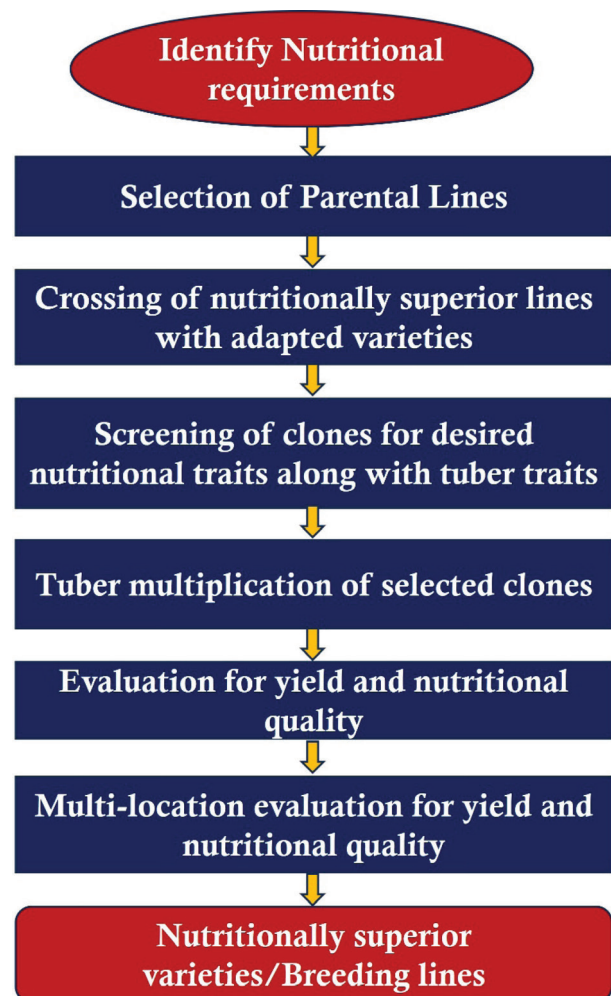 Identify Nutritional
requirements
Selection of Parental Lines
Crossing of nutritionally superior lines
with adapted varieties
Screening of clones for desired
nutritional traits along with tuber traits
Tuber multiplication of selected clones
Evaluation for yield and nutritional
quality
Multi-location evaluation for yield and
nutritional quality
Nutritionally superior
varieties/Breeding lines